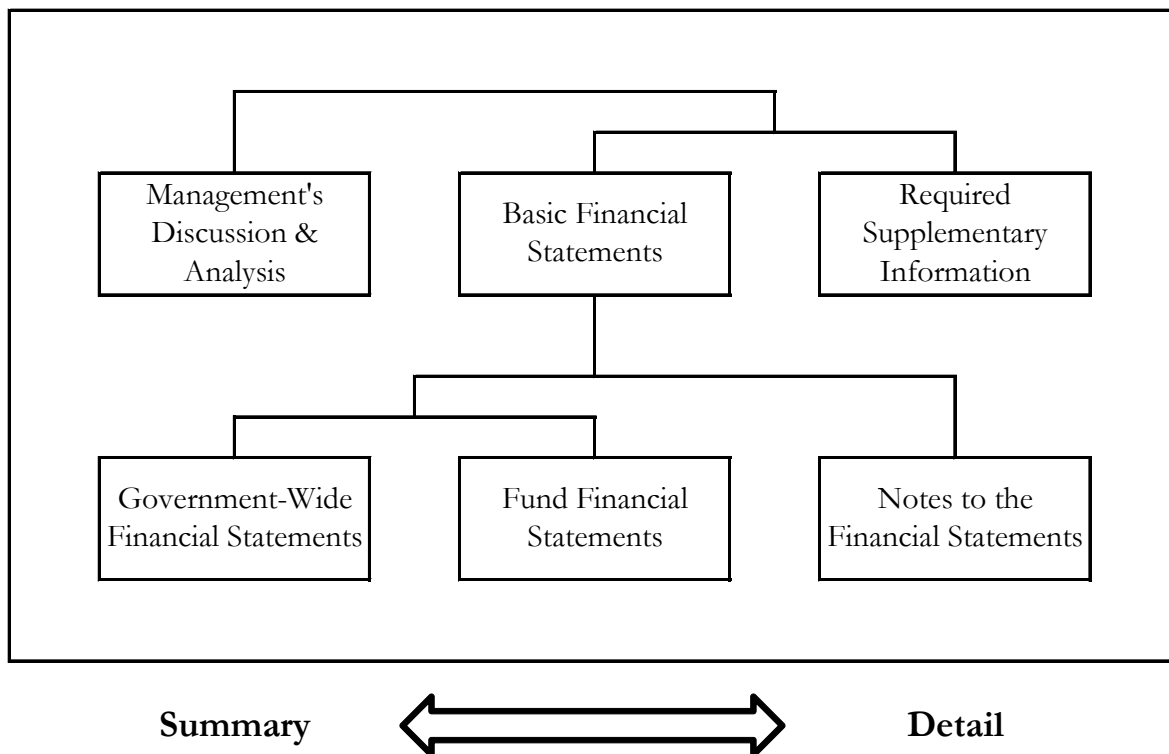 Management's
Discussion &
Analysis
Basic Financial
Statements
Required
Supplementary
Information
Government-Wide
Financial Statements
Fund Financial
Statements
Notes to the
Financial Statements
Summary
Detail